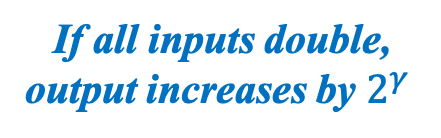 If all inputs double,
output increases by 2^γ